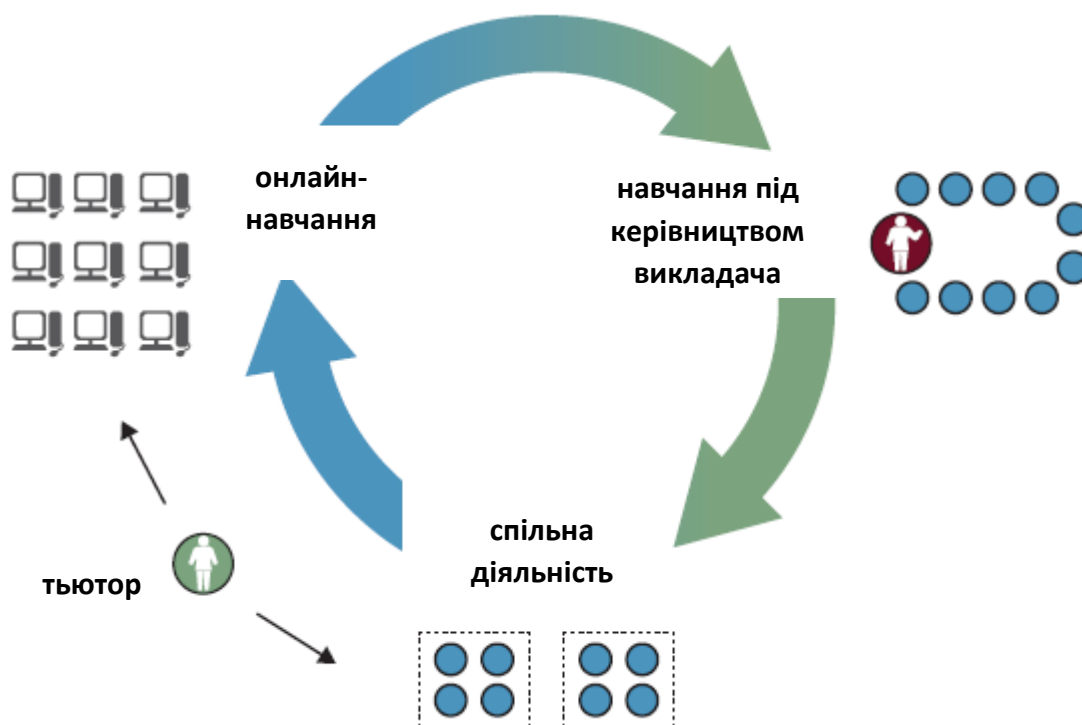 онлайн-
навчання
навчання під
керівництвом
викладача
спільна
діяльність
тьютор